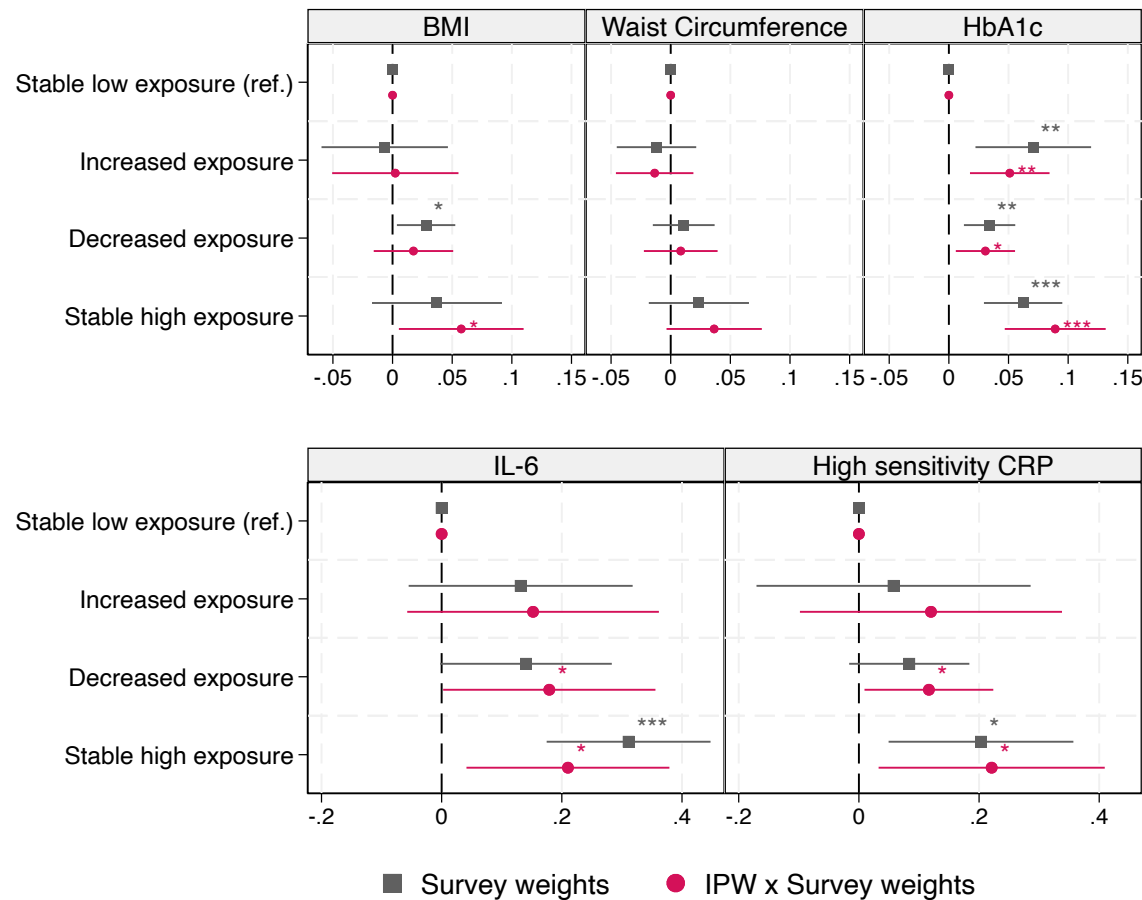 BMI Waist Circumference HbA1c
Stable low exposure (ref.)
**
Increased exposure
**
* **
Decreased exposure
*
***
Stable high exposure
* ***
-.05 0 .05 .1 .15 -.05 0 .05 .1 .15 -.05 0 .05 .1 .15
IL-6 High sensitivity CRP
Stable low exposure (ref.)
Increased exposure
Decreased exposure
* *
*** *
Stable high exposure
* *
-.2 0 .2 .4 -.2 0 .2 .4
Survey weights IPW x Survey weights